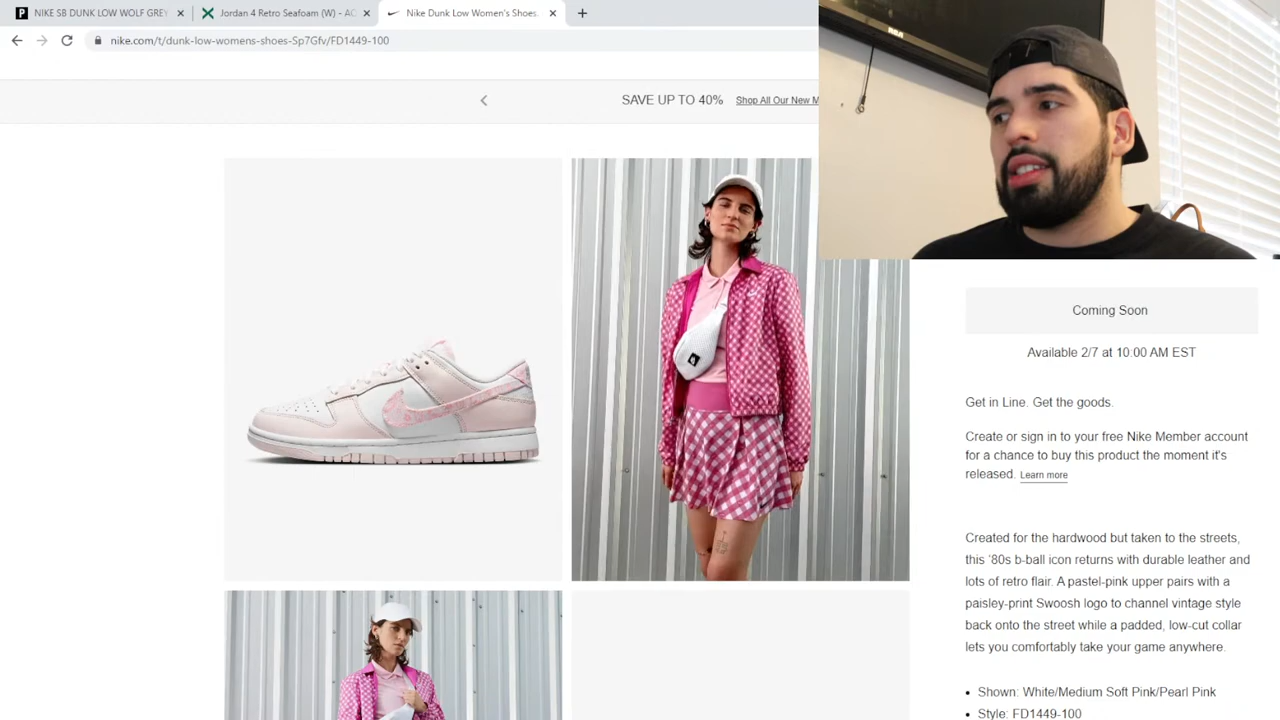 NIKE SB DUNK LOW WOLF GREY
Jordan 4 Retro Seafoam (W) - AO
Nike Dunk Low Women's Shoes.
nike.com/t/dunk-low-womens-shoes-Sp7Gfv/FD1449-100
SAVE UP TO 40% Shop All Our New M
RCA
Coming Soon
Available 2/7 at 10:00 AM EST
Get in Line. Get the goods.
Create or sign in to your free Nike Member account
for a chance to buy this product the moment it's
released. Learn more
Created for the hardwood but taken to the streets,
this '80s b-ball icon returns with durable leather and
lots of retro flair. A pastel-pink upper pairs with a
paisley-print Swoosh logo to channel vintage style
back onto the street while a padded, low-cut collar
lets you comfortably take your game anywhere.
• Shown: White/Medium Soft Pink/Pearl Pink
• Style: FD1449-100